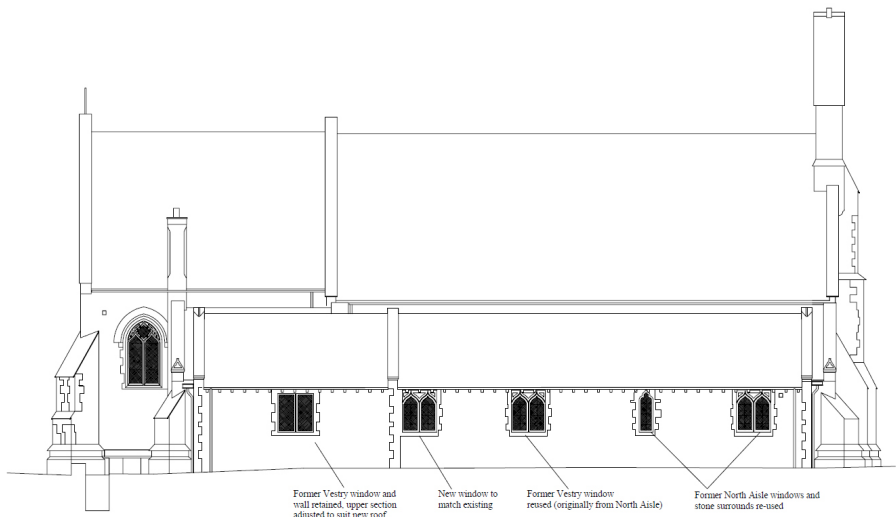 Former Vestry window and
wall retained, upper section
adjusted to suit new roof
New window to
match existing
Former Vestry window
reused (originally from North Aisle)
Former North Aisle windows and
stone surrounds re-used